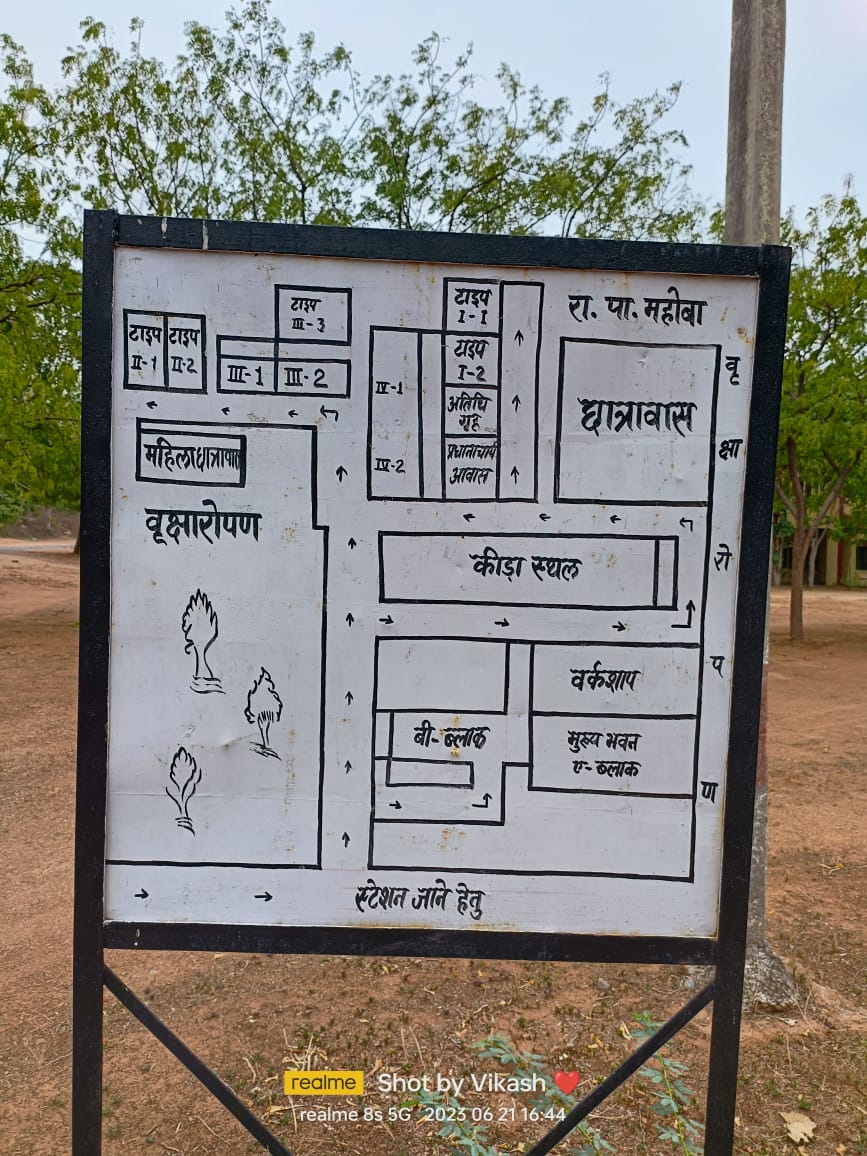 रा. पा. महोबा
टाइप
II-1
टाइप
II-2
टाइप
III-3
III-1
III-2
टाइप
I-1
टाइप
I-2
अतिथि
गृह
प्रधानाचार्य
आवास
IV-1
IV-2
छात्रावास
वृ
क्षा
रो
प
ण
महिलाछात्रावास
वृक्षारोपण
कीड़ा स्थल
वर्कशाप
बी-ब्लाक
मुख्य भवन
ए-ब्लाक
स्टेशन जाने हेतु
realme Shot by Vikash ❤️
realme 8s 5G 2023 06 21 16:44